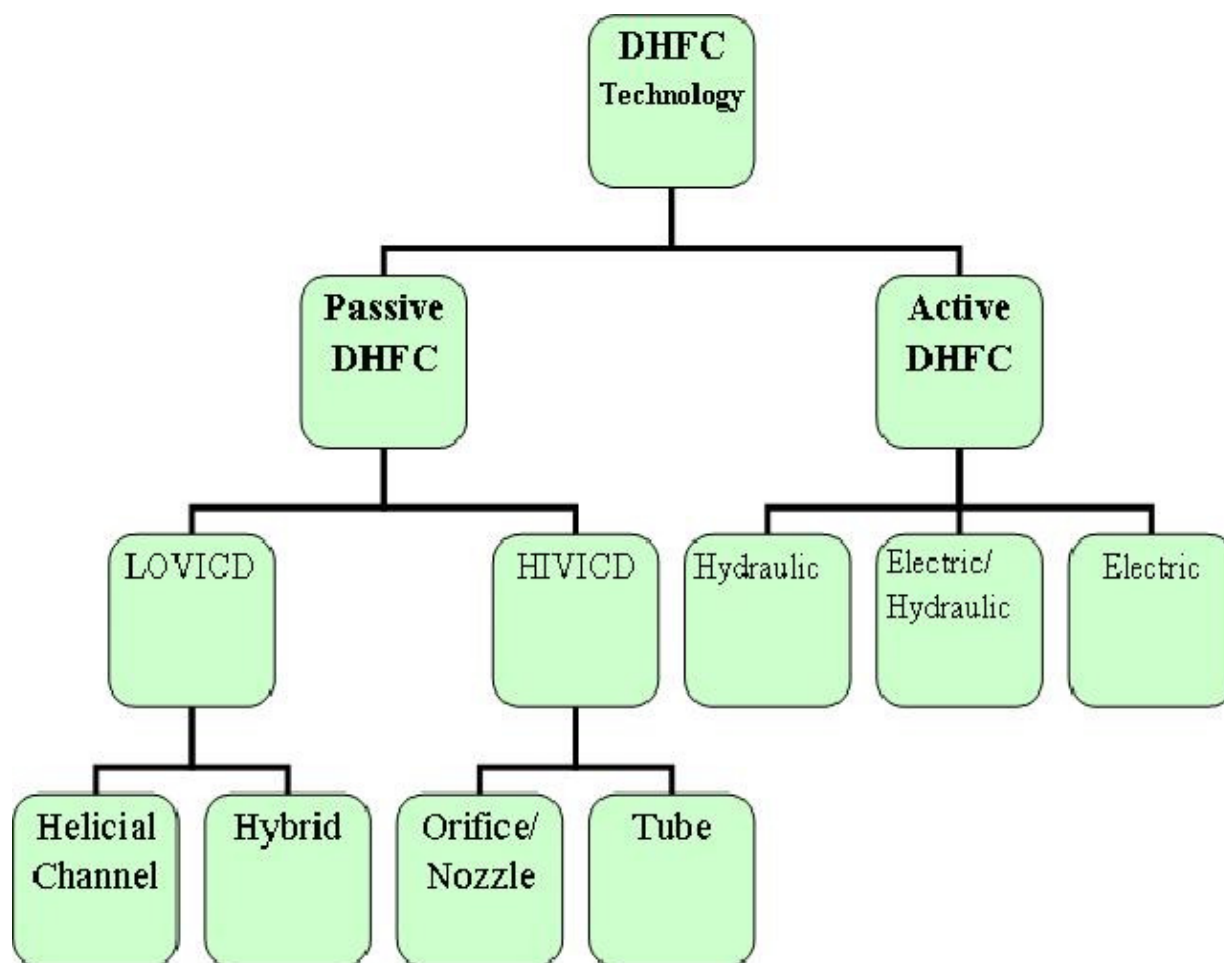 DHFC
Technology
Passive
DHFC
Active
DHFC
LOVICD
HIVICD
Hydraulic
Electric/
Hydraulic
Electric
Helicial
Channel
Hybrid
Orifice/
Nozzle
Tube